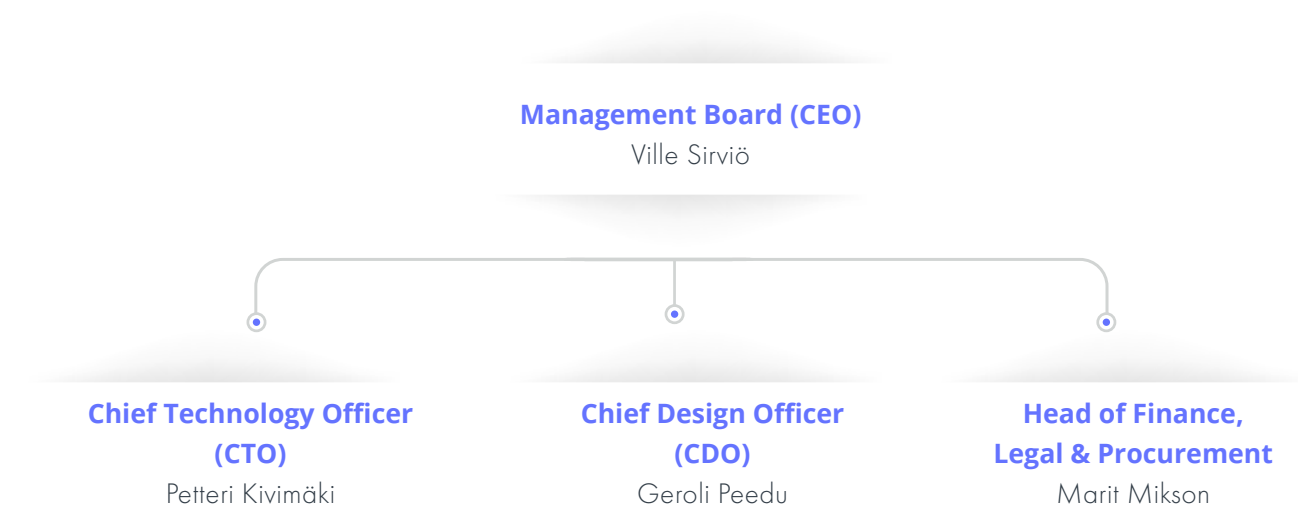 Management Board (CEO)
Ville Sirviö
Chief Technology Officer
(CTO)
Petteri Kivimäki
Chief Design Officer
(CDO)
Geroli Peedu
Head of Finance,
Legal & Procurement
Marit Mikson